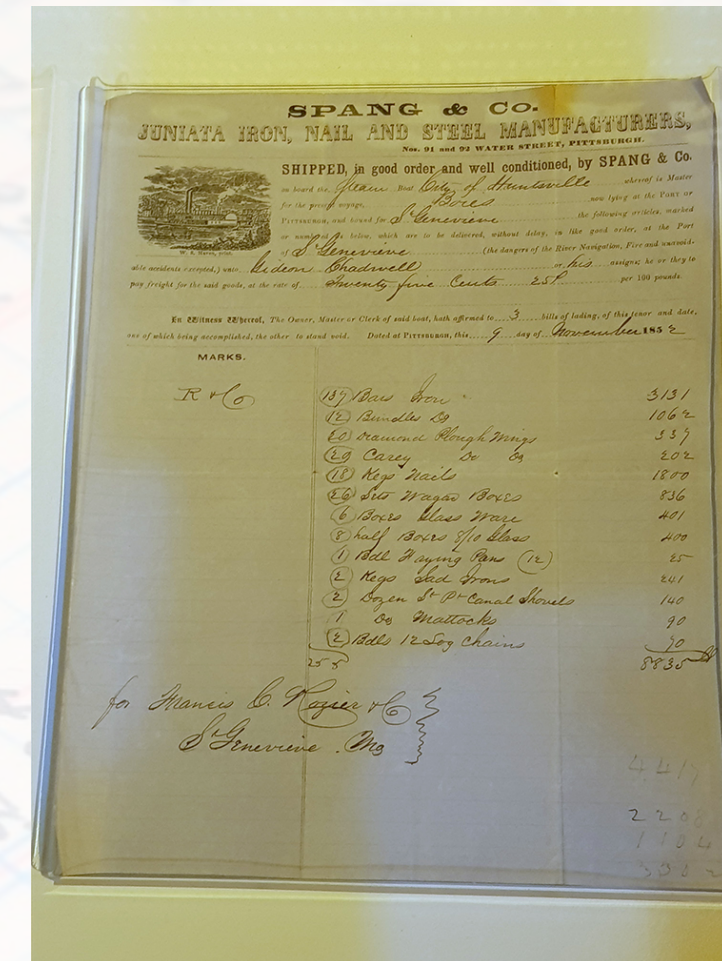 SPANG & CO.
JUNIATA IRON, NAIL AND STEEL MANUFACTURERS,
Nos. 91 and 92 WATER STREET, PITTSBURGH.
SHIPPED, in good order and well conditioned, by SPANG & Co.
on board the Steam Boat City of Huntsville whereof is Master
for the present voyage, Bores now lying at the PORT OF
PITTSBURGH, and bound for St Genevieve the following articles, marked
or numbered as below, which are to be delivered, without delay, in like good order, at the Port
of St Genevieve (the dangers of the River Navigation, Fire and unavoid-
able accidents excepted,) unto Gideon Chadwell or his assigns; he or they to
pay freight for the said goods, at the rate of Twenty five Cents 25 per 100 pounds.
In Witness Whereof, The Owner, Master or Clerk of said boat, hath affirmed to 3 bills of lading, of this tenor and date,
one of which being accomplished, the other to stand void. Dated at PITTSBURGH, this 9 day of November 1852
MARKS.
R & Co
137 Bars Iron 3131
12 Bundles Do 1062
20 Diamond Plough Wings 337
20 Carey Do Do 202
18 Kegs Nails 1800
26 Sets Wagon Boxes 836
6 Boxes Glass Ware 401
8 half Boxes 8/10 Glass 400
1 Bdl Frying Pans (12) 25
2 Kegs Sad Irons 241
2 Dozen St Pt Canal Shovels 140
1 Do Mattocks 90
2 Bdls 12 Log Chains 70
255 8835
for Francis C. Rozier & Co
St Genevieve. Mo
4,417
2208
1104